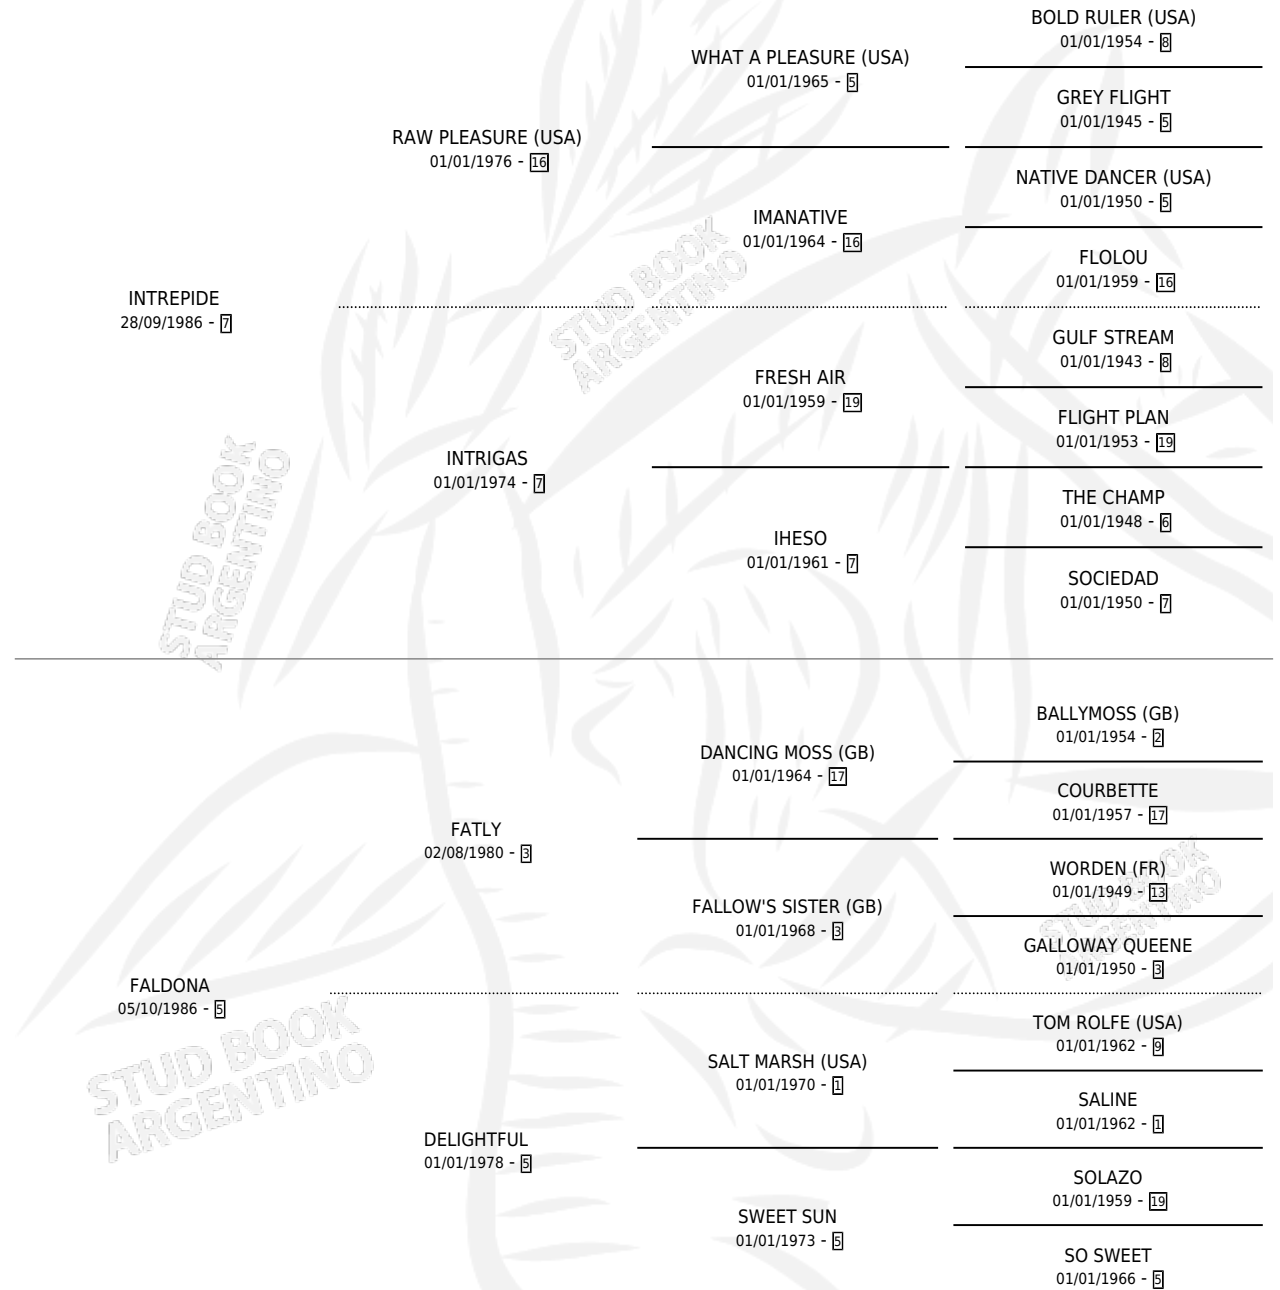 BOLD RULER (USA)
01/01/1954 - 8
WHAT A PLEASURE (USA)
01/01/1965 - 5
GREY FLIGHT
01/01/1945 - 5
RAW PLEASURE (USA)
01/01/1976 - 16
NATIVE DANCER (USA)
01/01/1950 - 5
IMANATIVE
01/01/1964 - 16
FLOLOU
01/01/1959 - 16
INTREPIDE
28/09/1986 - 7
STUD BOOK
ARGENTINO
GULF STREAM
01/01/1943 - 8
FRESH AIR
01/01/1959 - 19
FLIGHT PLAN
01/01/1953 - 19
INTRIGAS
01/01/1974 - 7
THE CHAMP
01/01/1948 - 6
IHESO
01/01/1961 - 7
SOCIEDAD
01/01/1950 - 7
STUD BOOK
ARGENTINO
BALLYMOSS (GB)
01/01/1954 - 2
DANCING MOSS (GB)
01/01/1964 - 17
COURBETTE
01/01/1957 - 17
FATLY
02/08/1980 - 3
WORDEN (FR)
01/01/1949 - 13
FALLOW'S SISTER (GB)
01/01/1968 - 3
STUD BOOK
ARGENTINO
GALLOWAY QUEENE
01/01/1950 - 3
FALDONA
05/10/1986 - 5
TOM ROLFE (USA)
01/01/1962 - 9
SALT MARSH (USA)
01/01/1970 - 1
SALINE
01/01/1962 - 1
STUD BOOK
ARGENTINO
DELIGHTFUL
01/01/1978 - 5
SOLAZO
01/01/1959 - 19
SWEET SUN
01/01/1973 - 5
SO SWEET
01/01/1966 - 5